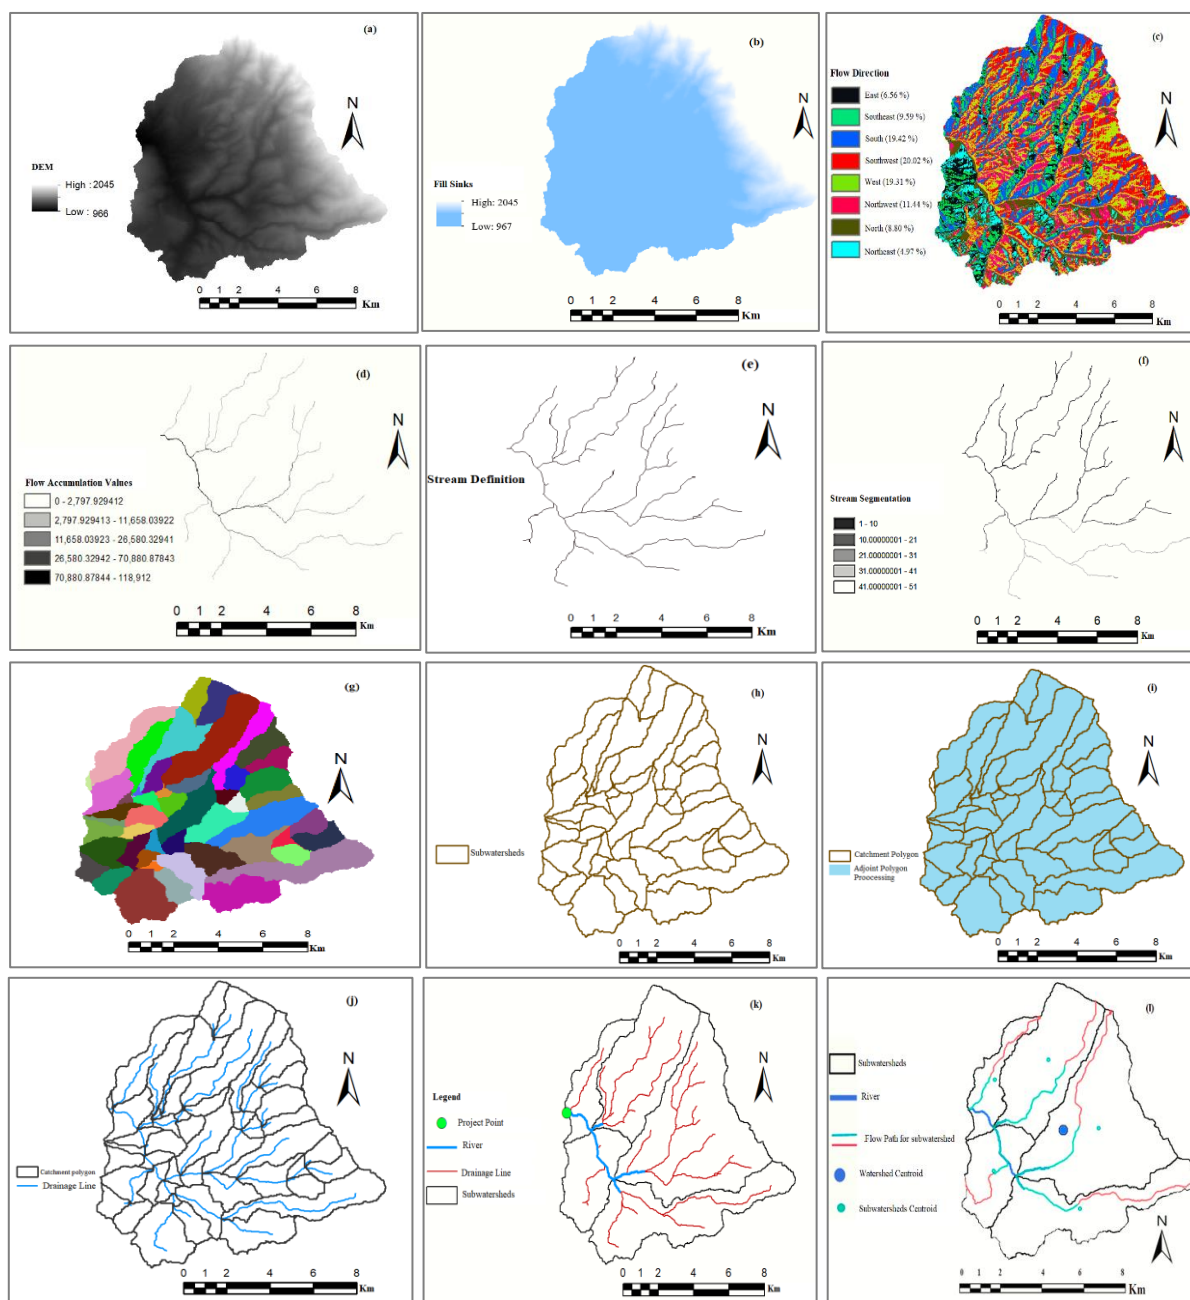 (a)
N
DEM
High : 2045
Low : 966
0 1 2 4 6 8
Km
(b)
N
Fill Sinks
High: 2045
Low: 967
0 1 2 4 6 8
Km
(c)
Flow Direction
East (6.56 %)
Southeast (9.59 %)
South (19.42 %)
Southwest (20.02 %)
West (19.31 %)
Northwest (11.44 %)
North (8.80 %)
Northeast (4.97 %)
N
0 1 2 4 6 8
Km
(d)
N
Flow Accumulation Values
0 - 2,797.929412
2,797.929413 - 11,658.03922
11,658.03923 - 26,580.32941
26,580.32942 - 70,880.87843
70,880.87844 - 118,912
0 1 2 4 6 8
Km
(e)
N
Stream Definition
0 1 2 4 6 8
Km
(f)
N
Stream Segmentation
1 - 10
10.00000001 - 21
21.00000001 - 31
31.00000001 - 41
41.00000001 - 51
0 1 2 4 6 8
Km
(g)
N
0 1 2 4 6 8
Km
(h)
N
Subwatersheds
0 1 2 4 6 8
Km
(i)
N
Catchment Polygon
Adjoint Polygon
Proocessing
0 1 2 4 6 8
Km
(j)
N
Catchment polygon
Drainage Line
0 1 2 4 6 8
Km
(k)
N
Legend
Project Point
River
Drainage Line
Subwatersheds
0 1 2 4 6 8
Km
(l)
Subwatersheds
River
Flow Path for subwatershed
Watershed Centroid
Subwatersheds Centroid
N
0 1 2 4 6 8
Km